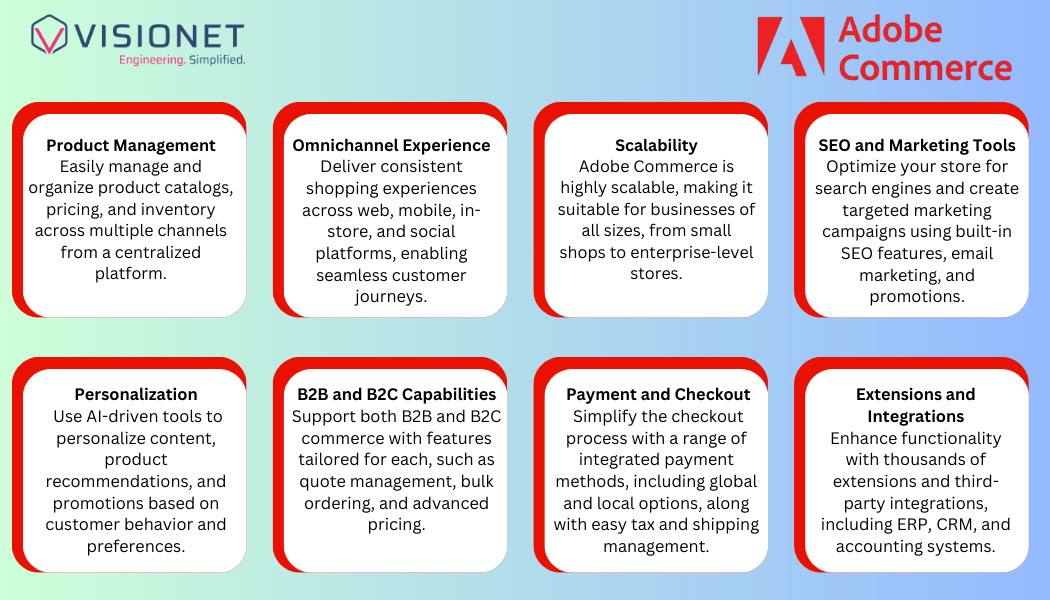 VISIONET
Engineering. Simplified.
Adobe
Commerce
Product Management
Easily manage and
organize product catalogs,
pricing, and inventory
across multiple channels
from a centralized
platform.
Omnichannel Experience
Deliver consistent
shopping experiences
across web, mobile, in-
store, and social
platforms, enabling
seamless customer
journeys.
Scalability
Adobe Commerce is
highly scalable, making it
suitable for businesses of
all sizes, from small
shops to enterprise-level
stores.
SEO and Marketing Tools
Optimize your store for
search engines and create
targeted marketing
campaigns using built-in
SEO features, email
marketing, and
promotions.
Personalization
Use AI-driven tools to
personalize content,
product
recommendations, and
promotions based on
customer behavior and
preferences.
B2B and B2C Capabilities
Support both B2B and B2C
commerce with features
tailored for each, such as
quote management, bulk
ordering, and advanced
pricing.
Payment and Checkout
Simplify the checkout
process with a range of
integrated payment
methods, including global
and local options, along
with easy tax and shipping
management.
Extensions and
Integrations
Enhance functionality
with thousands of
extensions and third-
party integrations,
including ERP, CRM, and
accounting systems.